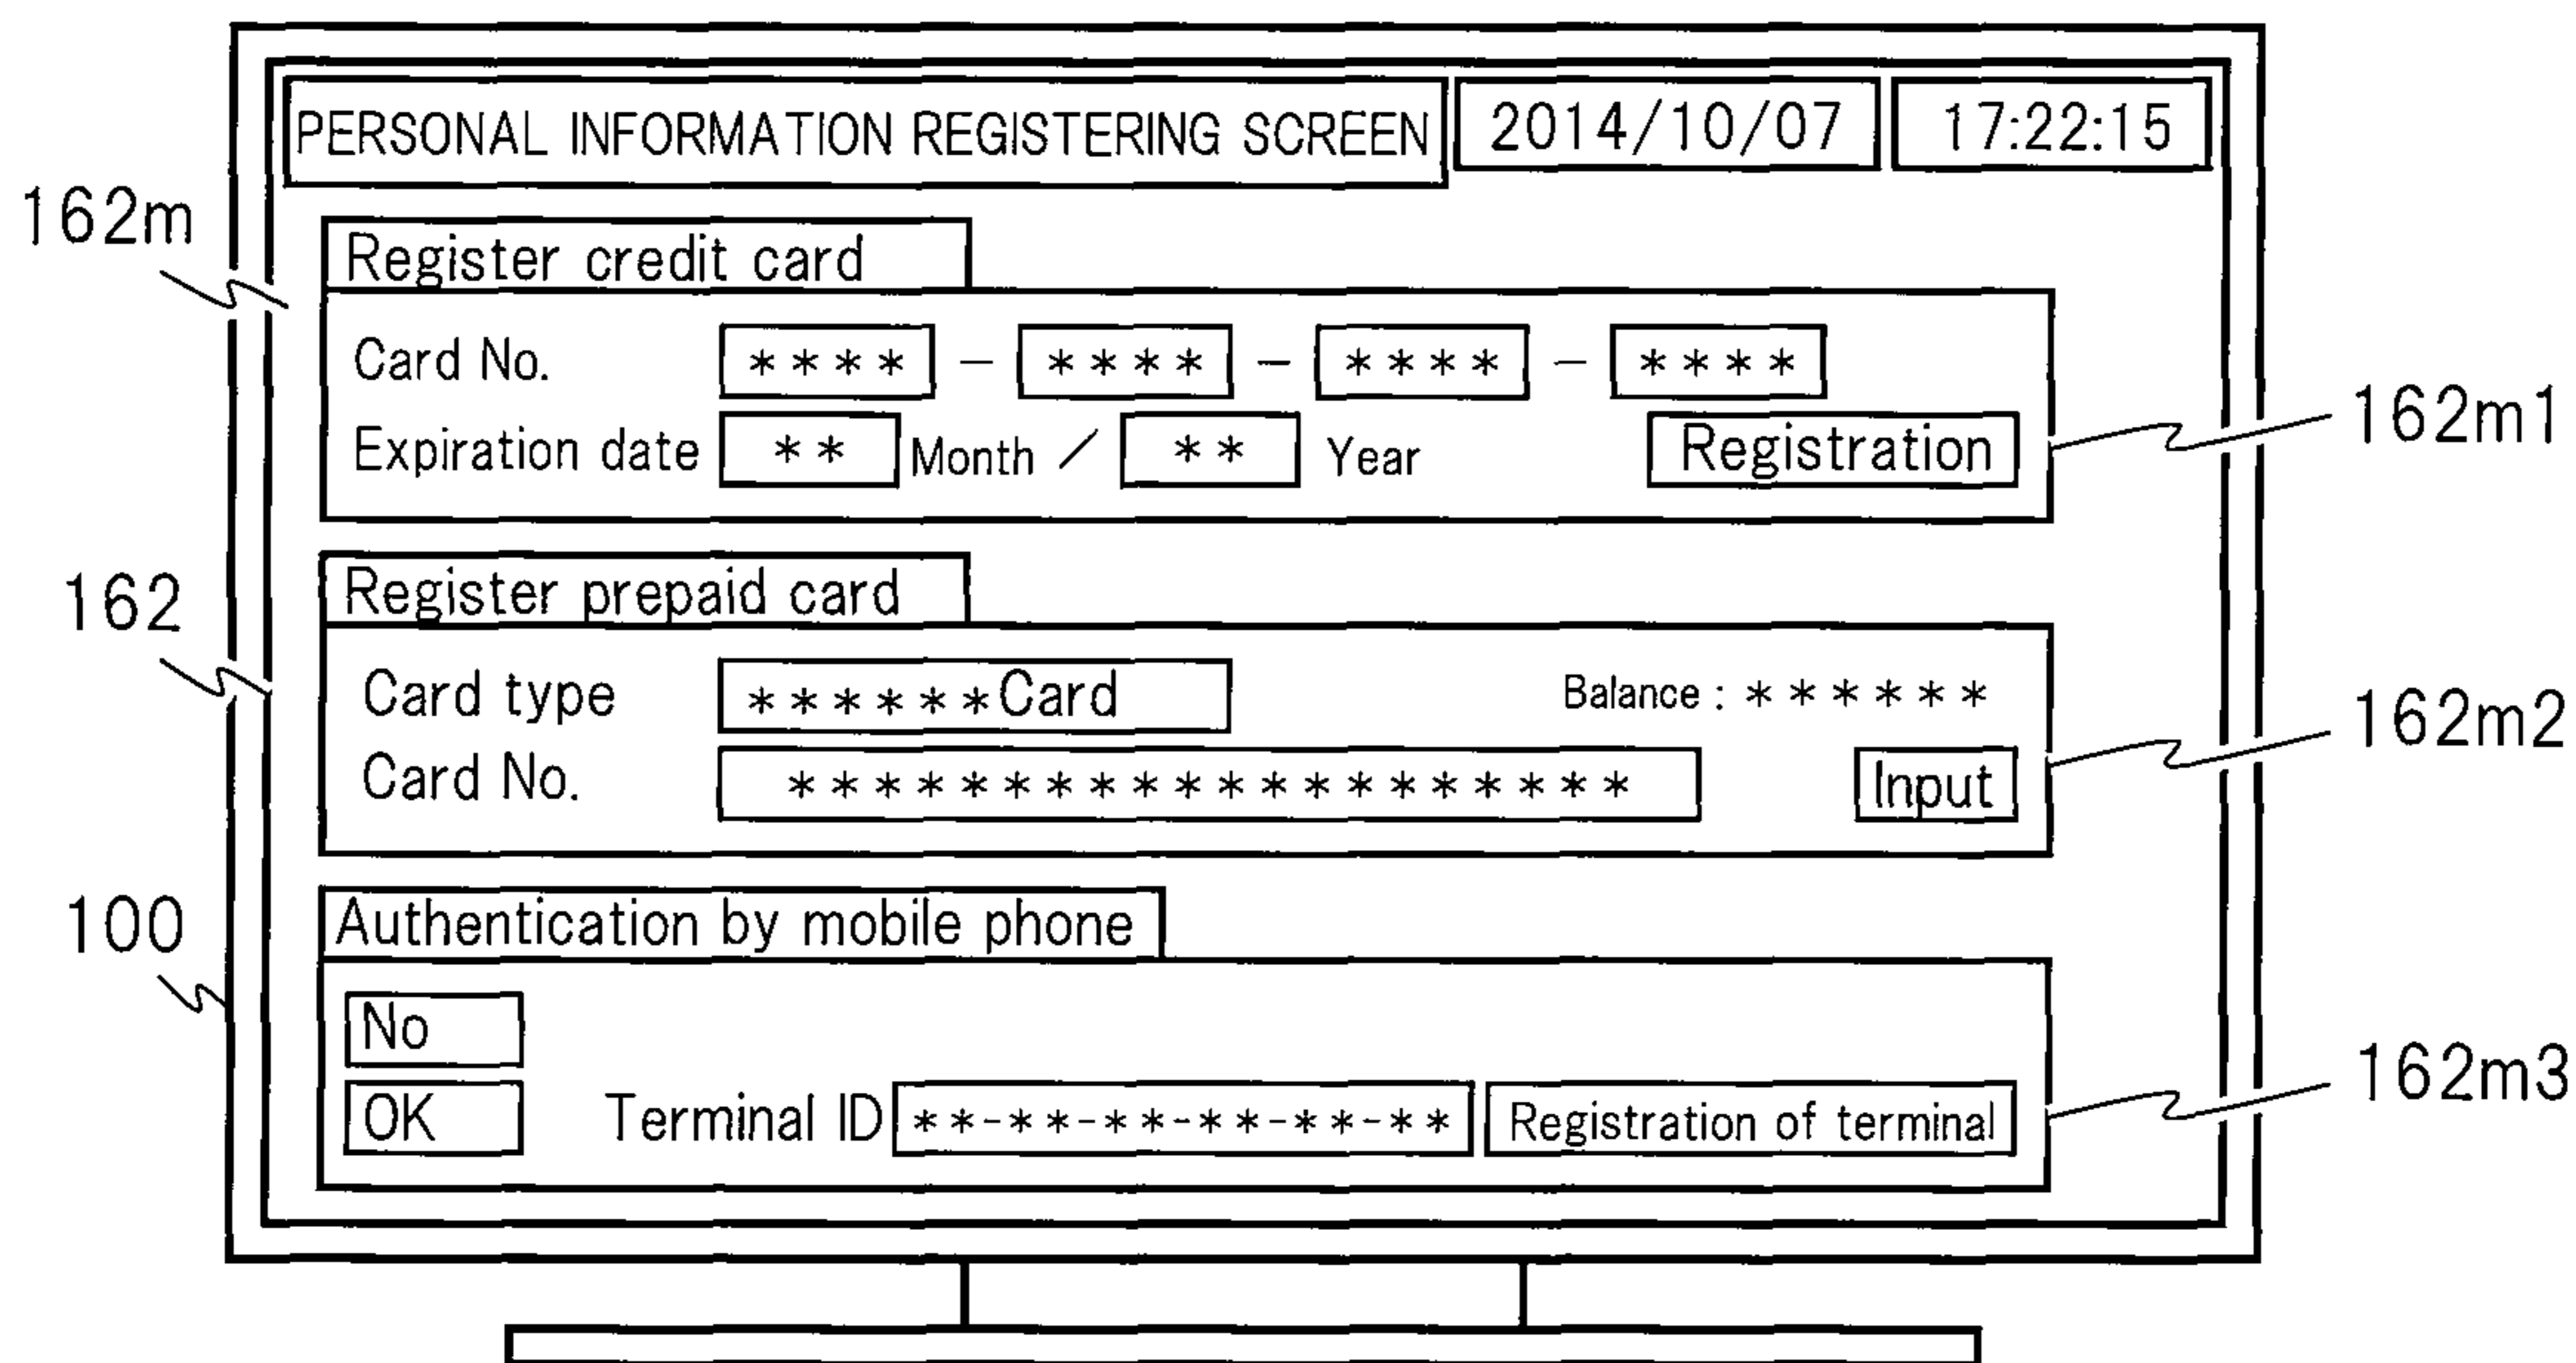 PERSONAL INFORMATION REGISTERING SCREEN 2014/10/07 17:22:15
162m
Register credit card
Card No. **** - **** - **** - ****
162m1
Expiration date ** Month / ** Year Registration
162
Register prepaid card
Card type ******Card Balance : ******
162m2
Card No. ******************** Input
100
Authentication by mobile phone
No
162m3
OK Terminal ID **-**-**-**-**-** Registration of terminal